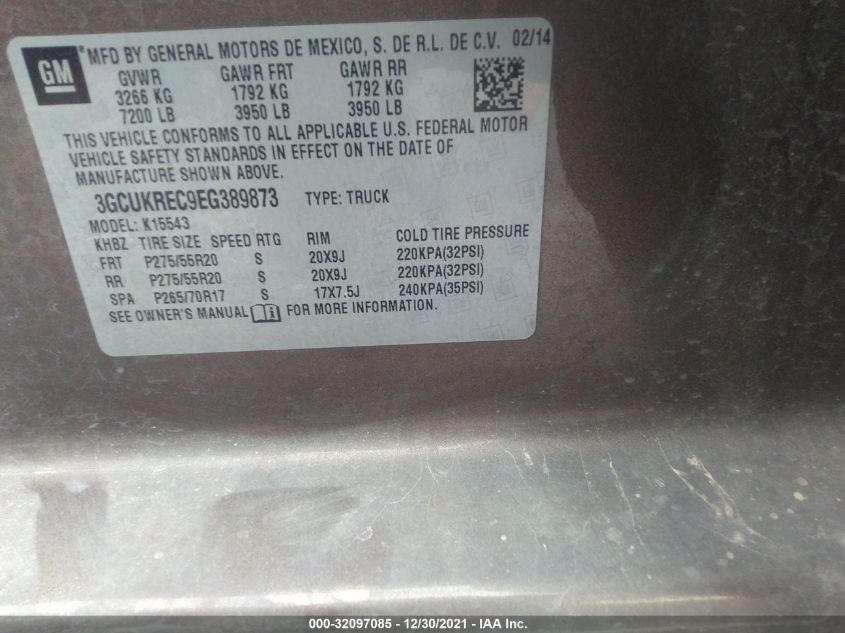 GM
MFD BY GENERAL MOTORS DE MEXICO, S. DE R.L. DE C.V. 02/14
GVWR GAWR FRT GAWR RR
3266 KG 1792 KG 1792 KG
7200 LB 3950 LB 3950 LB
THIS VEHICLE CONFORMS TO ALL APPLICABLE U.S. FEDERAL MOTOR
VEHICLE SAFETY STANDARDS IN EFFECT ON THE DATE OF
MANUFACTURE SHOWN ABOVE.
3GCUKREC9EG389873 TYPE: TRUCK
MODEL: K15543
KHBZ TIRE SIZE SPEED RTG RIM COLD TIRE PRESSURE
FRT P275/55R20 S 20X9J 220KPA(32PSI)
RR P275/55R20 S 20X9J 220KPA(32PSI)
SPA P265/70R17 S 17X7.5J 240KPA(35PSI)
SEE OWNER'S MANUAL i FOR MORE INFORMATION.
000-32097085 - 12/30/2021 - IAA Inc.